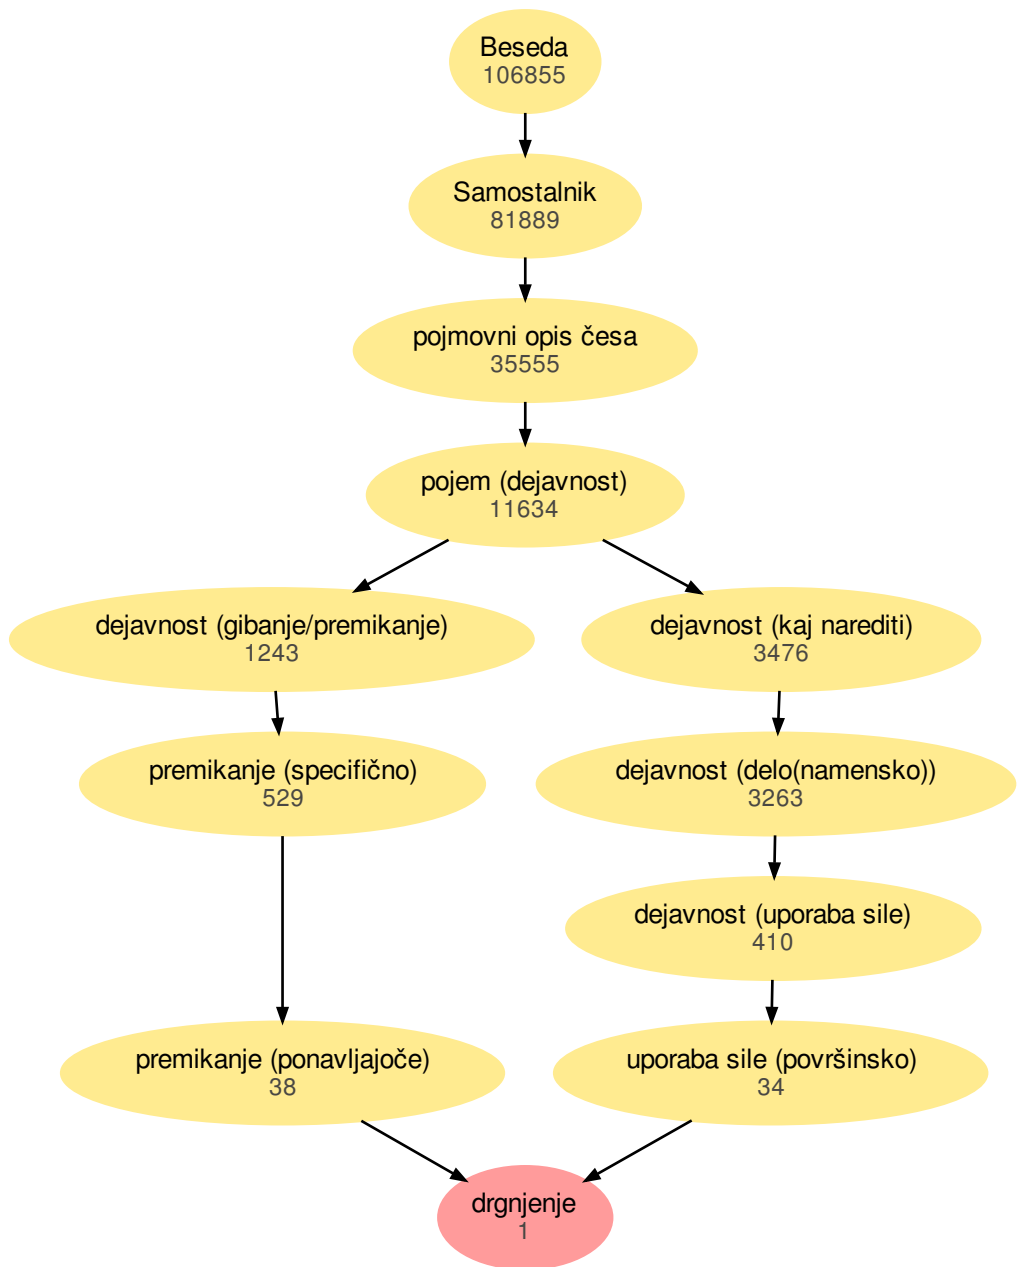 Beseda
106855
Samostalnik
81889
pojmovni opis česa
35555
pojem (dejavnost)
11634
dejavnost (gibanje/premikanje)
1243
dejavnost (kaj narediti)
3476
premikanje (specifično)
529
dejavnost (delo(namensko))
3263
dejavnost (uporaba sile)
410
premikanje (ponavljajoče)
38
uporaba sile (površinsko)
34
drgnjenje
1